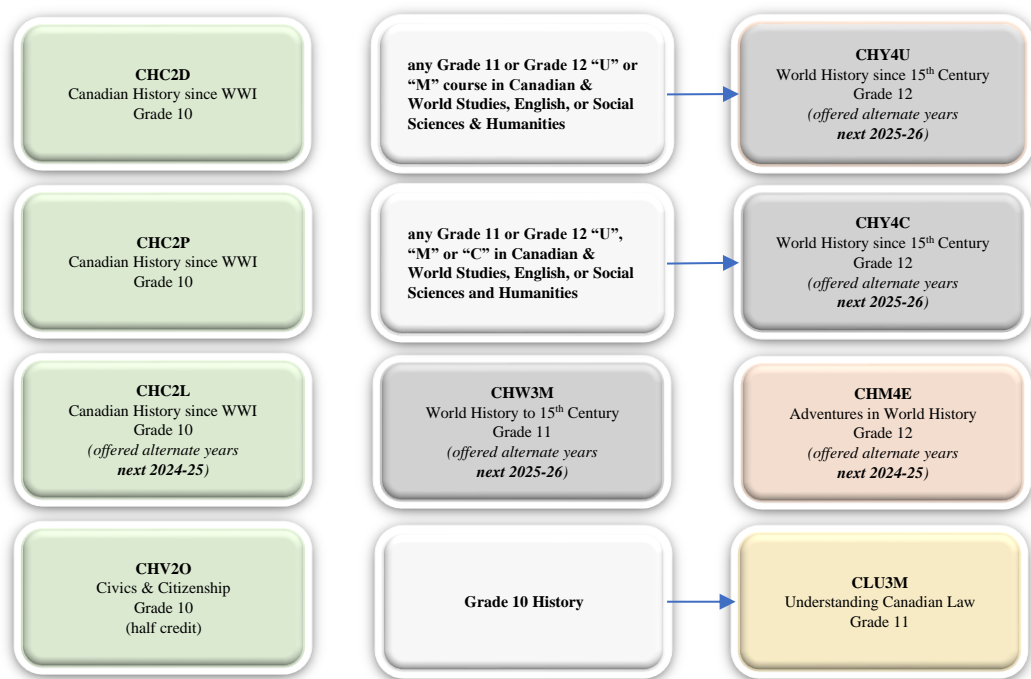 CHC2D
Canadian History since WWI
Grade 10
any Grade 11 or Grade 12 “U” or
“M” course in Canadian &
World Studies, English, or Social
Sciences & Humanities
CHY4U
World History since 15th Century
Grade 12
(offered alternate years
next 2025-26)
CHC2P
Canadian History since WWI
Grade 10
any Grade 11 or Grade 12 “U”,
“M” or “C” in Canadian &
World Studies, English, or Social
Sciences and Humanities
CHY4C
World History since 15th Century
Grade 12
(offered alternate years
next 2025-26)
CHC2L
Canadian History since WWI
Grade 10
(offered alternate years
next 2024-25)
CHW3M
World History to 15th Century
Grade 11
(offered alternate years
next 2025-26)
CHM4E
Adventures in World History
Grade 12
(offered alternate years
next 2024-25)
CHV2O
Civics & Citizenship
Grade 10
(half credit)
Grade 10 History
CLU3M
Understanding Canadian Law
Grade 11